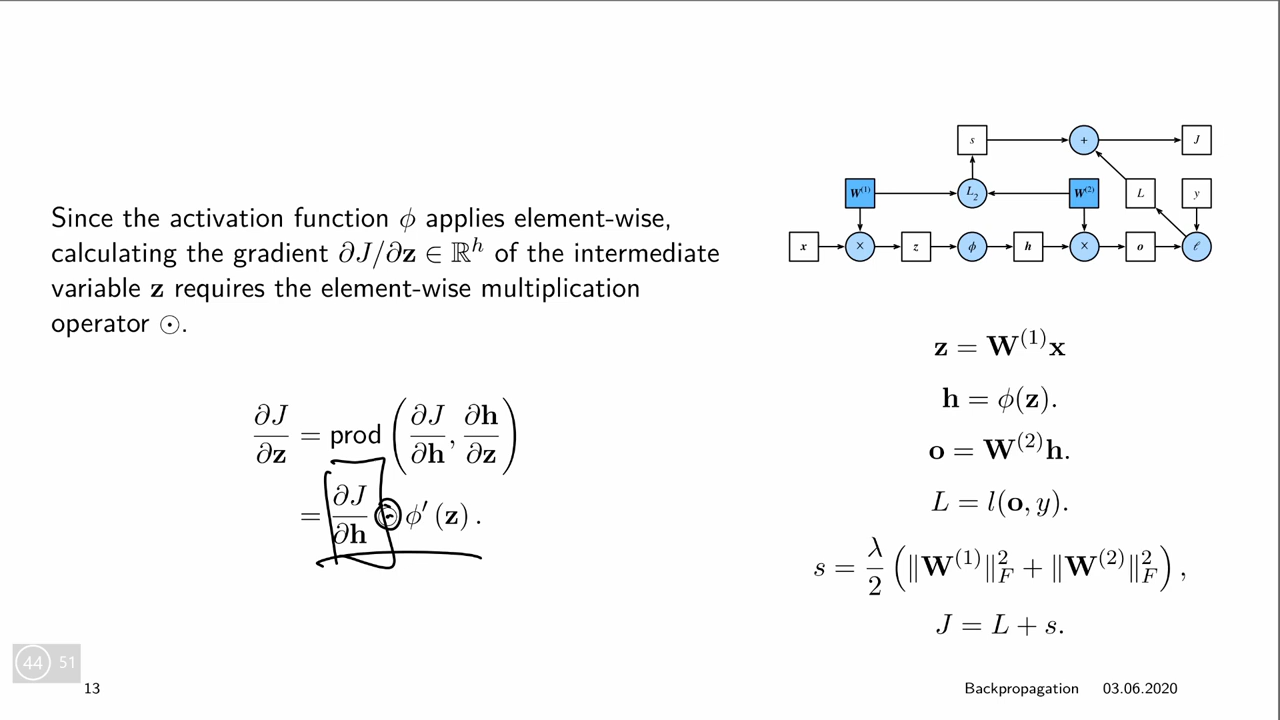 Since the activation function ϕ applies element-wise,
calculating the gradient ∂J/∂z ∈ ℝ^h of the intermediate
variable z requires the element-wise multiplication
operator ⊙.
∂J/∂z = prod (∂J/∂h, ∂h/∂z)
= ∂J/∂h ⊙ ϕ′ (z) .
s + J
W^(1) L_2 W^(2) L y
x × z ϕ h × o ℓ
z = W^(1)x
h = ϕ(z).
o = W^(2)h.
L = l(o, y).
s = λ/2 (‖W^(1)‖²_F + ‖W^(2)‖²_F) ,
J = L + s.
44 51
13 Backpropagation 03.06.2020